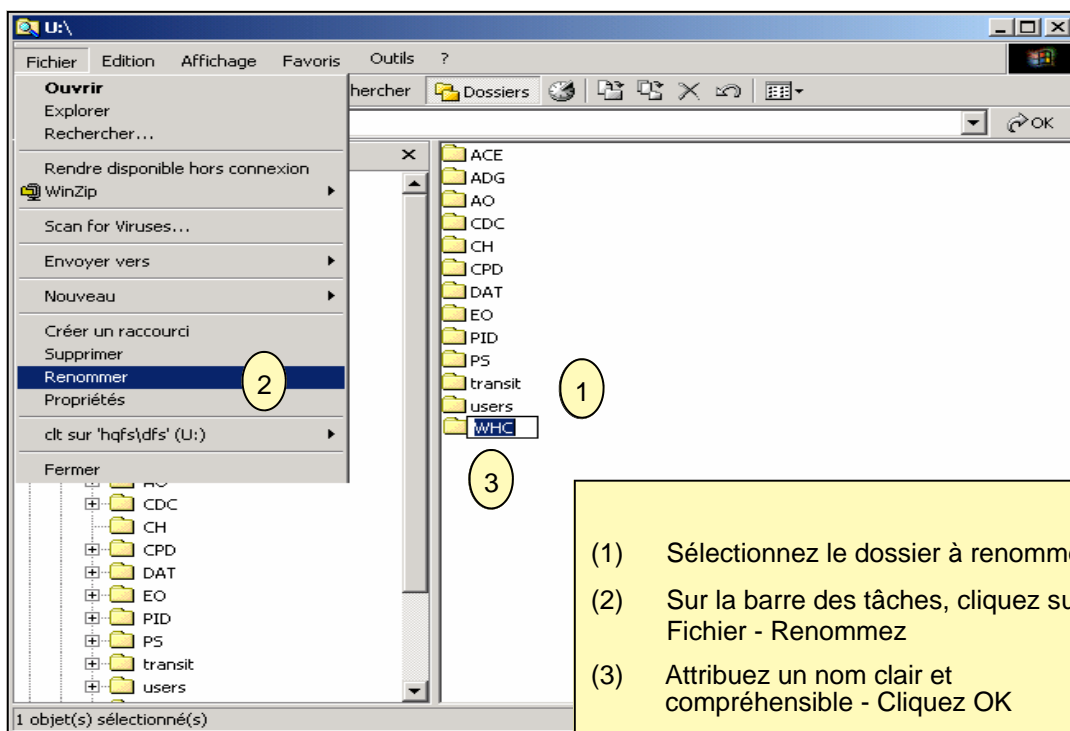 U:\
Fichier Edition Affichage Favoris Outils ?
Ouvrir
Explorer
Rechercher...
Rendre disponible hors connexion
WinZip
Scan for Viruses...
Envoyer vers
Nouveau
Créer un raccourci
Supprimer
Renommer
Propriétés
clt sur 'hqfs\dfs' (U:)
Fermer
2
hercher Dossiers
OK
ACE
ADG
AO
CDC
CH
CPD
DAT
EO
PID
PS
transit
users
WHC
1
3
AO
CDC
CH
CPD
DAT
EO
PID
PS
transit
users
1 objet(s) sélectionné(s)
(1) Sélectionnez le dossier à renomme
(2) Sur la barre des tâches, cliquez su
Fichier - Renommez
(3) Attribuez un nom clair et
compréhensible - Cliquez OK